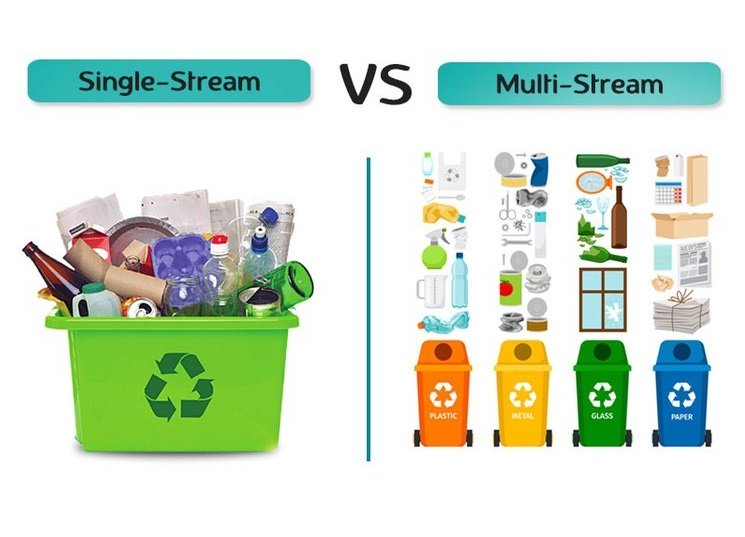 Single-Stream
VS
Multi-Stream
PLASTIC
METAL
GLASS
PAPER